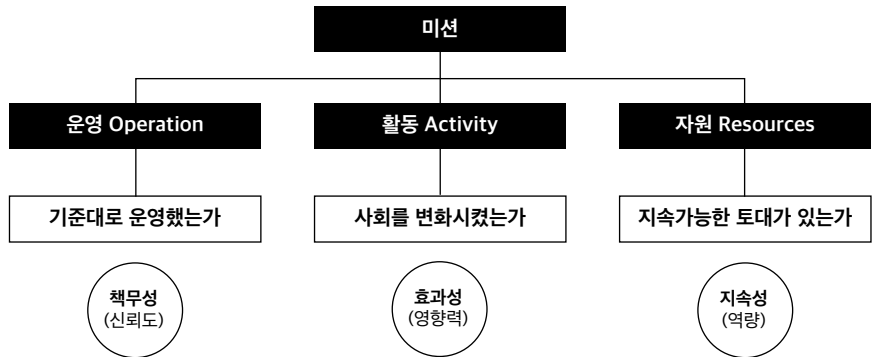 미션
운영 Operation
활동 Activity
자원 Resources
기준대로 운영했는가
사회를 변화시켰는가
지속가능한 토대가 있는가
책무성
(신뢰도)
효과성
(영향력)
지속성
(역량)